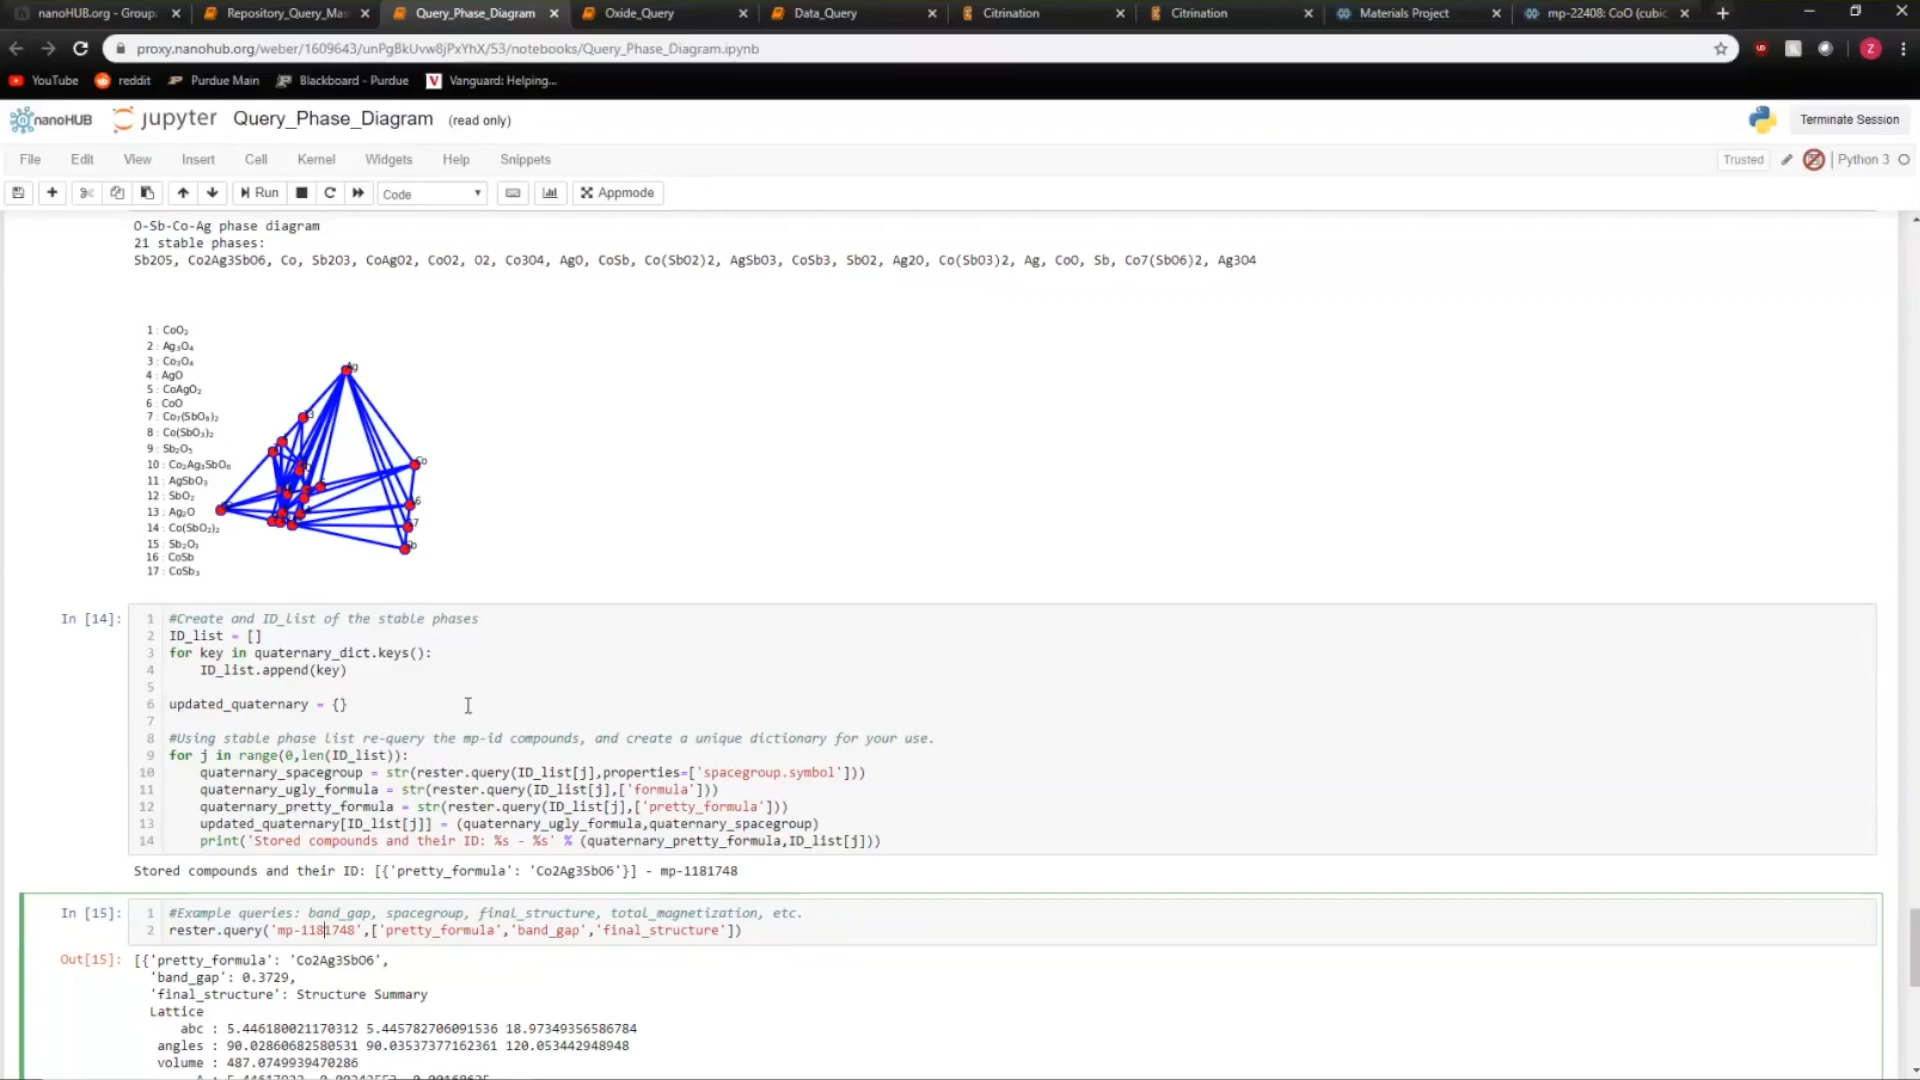 nanoHUB.org - Group:
Repository_Query_Mas
Query_Phase_Diagram
Oxide_Query
Data_Query
Citrination
Citrination
Materials Project
mp-22408: CoO (cubic,
proxy.nanohub.org/weber/1609643/unPgBkUvw8jPxYhX/53/notebooks/Query_Phase_Diagram.ipynb
YouTube
reddit
Purdue Main
Blackboard - Purdue
Vanguard: Helping...
nanoHUB
jupyter
Query_Phase_Diagram (read only)
Terminate Session
File Edit View Insert Cell Kernel Widgets Help Snippets
Trusted
Python 3
Run
Code
Appmode
O-Sb-Co-Ag phase diagram
21 stable phases:
Sb2O5, Co2Ag3SbO6, Co, Sb2O3, CoAgO2, CoO2, O2, Co3O4, AgO, CoSb, Co(SbO2)2, AgSbO3, CoSb3, SbO2, Ag2O, Co(SbO3)2, Ag, CoO, Sb, Co7(SbO6)2, Ag3O4
1 : CoO₂
2 : Ag₃O₄
3 : Co₃O₄
4 : AgO
5 : CoAgO₂
6 : CoO
7 : Co₇(SbO₆)₂
8 : Co(SbO₃)₂
9 : Sb₂O₅
10 : Co₂Ag₃SbO₆
11 : AgSbO₃
12 : SbO₂
13 : Ag₂O
14 : Co(SbO₂)₂
15 : Sb₂O₃
16 : CoSb
17 : CoSb₃
Ag
Co
Sb
In [14]:
1 #Create and ID_list of the stable phases
2 ID_list = []
3 for key in quaternary_dict.keys():
4 ID_list.append(key)
5
6 updated_quaternary = {}
7
8 #Using stable phase list re-query the mp-id compounds, and create a unique dictionary for your use.
9 for j in range(0,len(ID_list)):
10 quaternary_spacegroup = str(rester.query(ID_list[j],properties=['spacegroup.symbol']))
11 quaternary_ugly_formula = str(rester.query(ID_list[j],['formula']))
12 quaternary_pretty_formula = str(rester.query(ID_list[j],['pretty_formula']))
13 updated_quaternary[ID_list[j]] = (quaternary_ugly_formula,quaternary_spacegroup)
14 print('Stored compounds and their ID: %s - %s' % (quaternary_pretty_formula,ID_list[j]))
Stored compounds and their ID: [{'pretty_formula': 'Co2Ag3SbO6'}] - mp-1181748
In [15]:
1 #Example queries: band_gap, spacegroup, final_structure, total_magnetization, etc.
2 rester.query('mp-1181748',['pretty_formula','band_gap','final_structure'])
Out[15]: [{'pretty_formula': 'Co2Ag3SbO6',
'band_gap': 0.3729,
'final_structure': Structure Summary
Lattice
abc : 5.446180021170312 5.445782706091536 18.97349356586784
angles : 90.02860682580531 90.03537377162361 120.053442948948
volume : 487.0749939470286